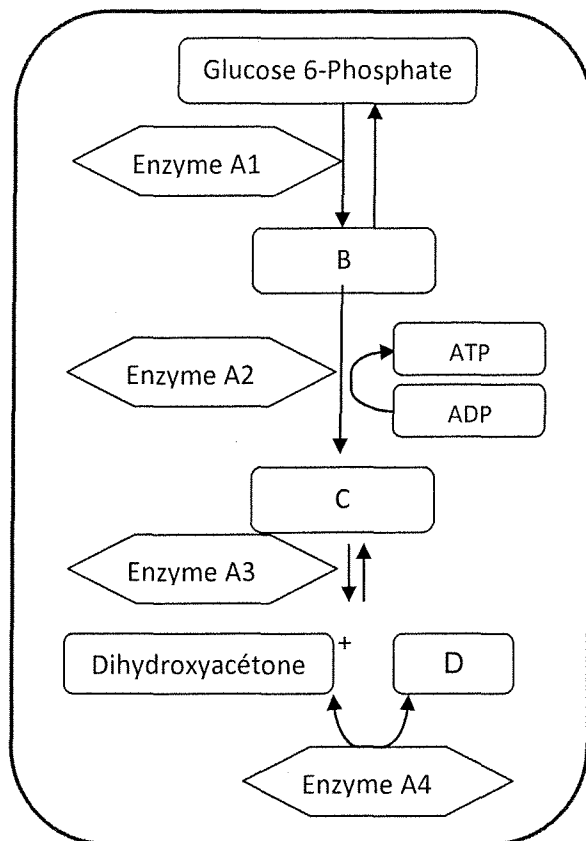 Glucose 6-Phosphate
Enzyme A1
B
Enzyme A2
ATP
ADP
C
Enzyme A3
+
Dihydroxyacétone
D
Enzyme A4